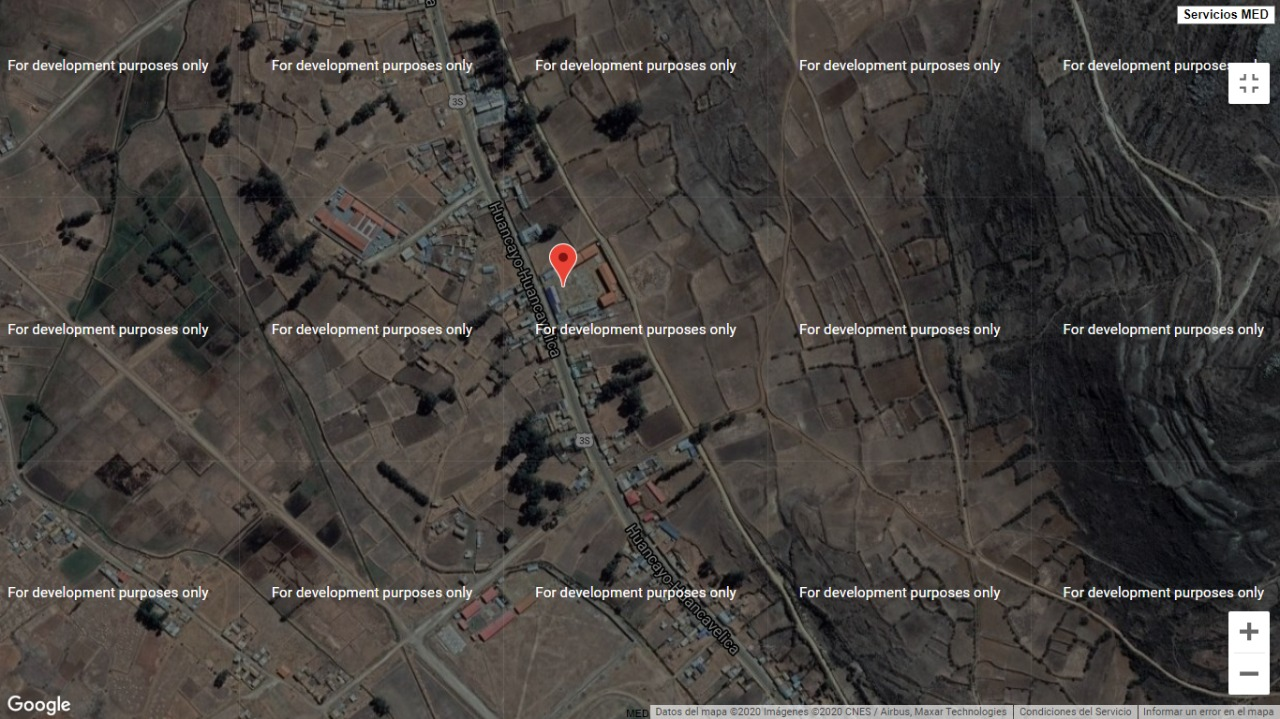 Servicios MED
For development purposes only
For development purposes only
For development purposes only
For development purposes only
For development purposes
3S
Huancayo-Huancavelica
For development purposes only
For development purposes only
For development purposes only
For development purposes only
For development purposes only
3S
Huancayo-Huancavelica
For development purposes only
For development purposes only
For development purposes only
For development purposes only
For development purposes only
Google
MED
Datos del mapa ©2020 Imágenes ©2020 CNES / Airbus, Maxar Technologies
Condiciones del Servicio
Informar un error en el mapa